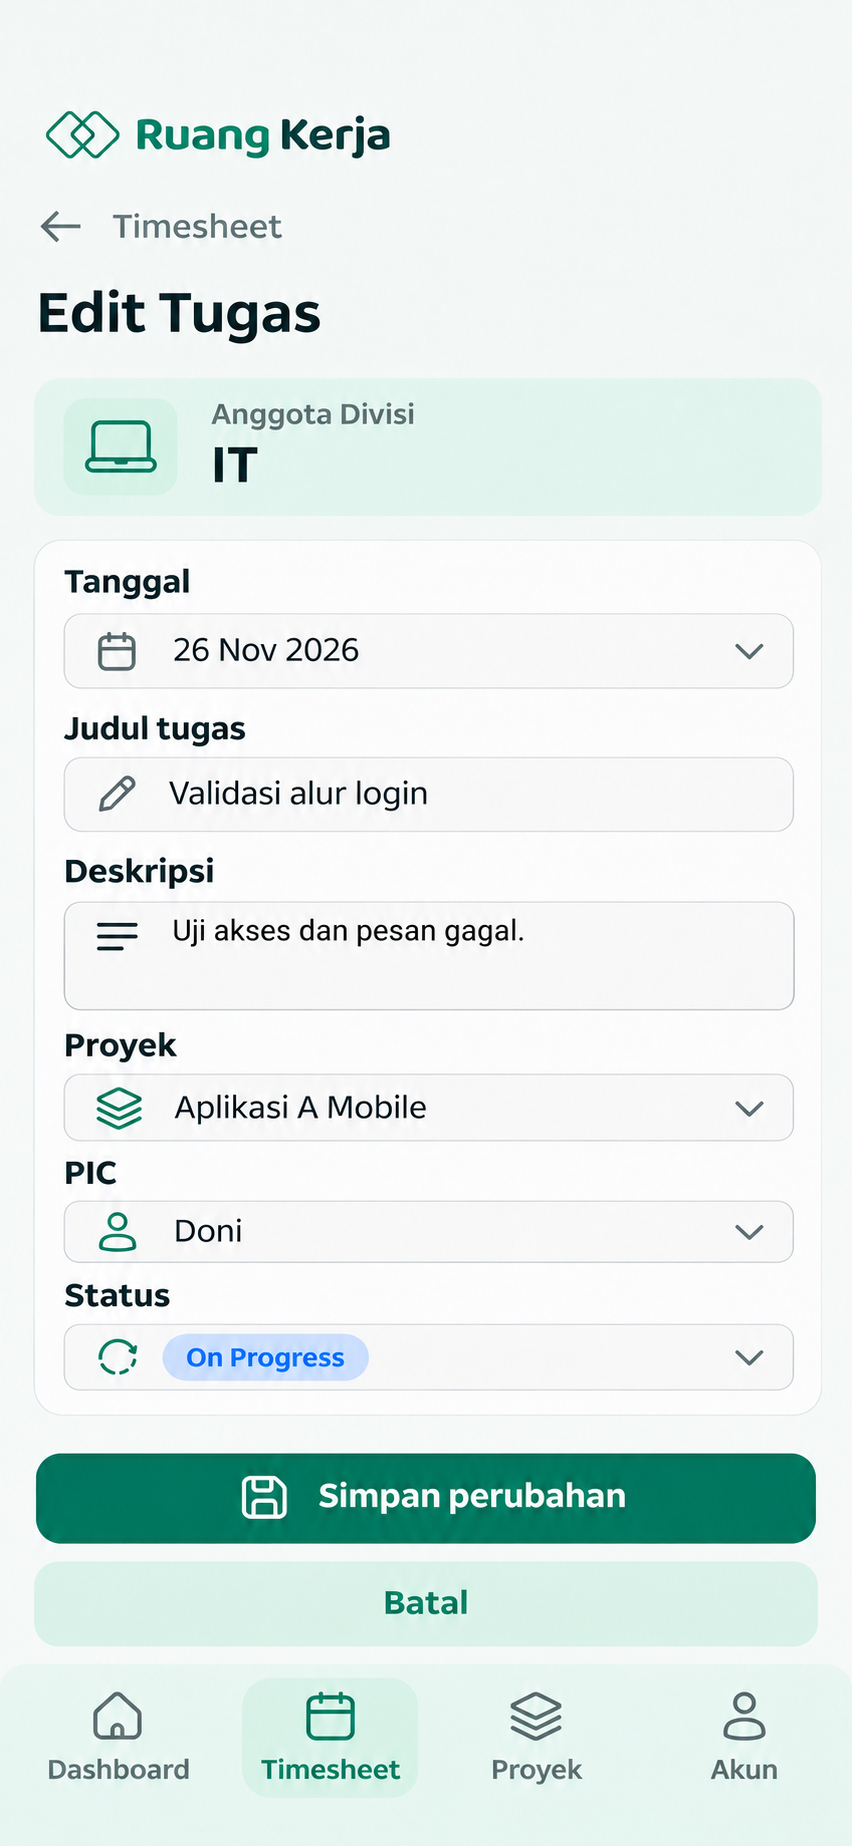 Ruang Kerja
Timesheet
Edit Tugas
Anggota Divisi
IT
Tanggal
26 Nov 2026
Judul tugas
Validasi alur login
Deskripsi
Uji akses dan pesan gagal.
Proyek
Aplikasi A Mobile
PIC
Doni
Status
On Progress
Simpan perubahan
Batal
Dashboard
Timesheet
Proyek
Akun